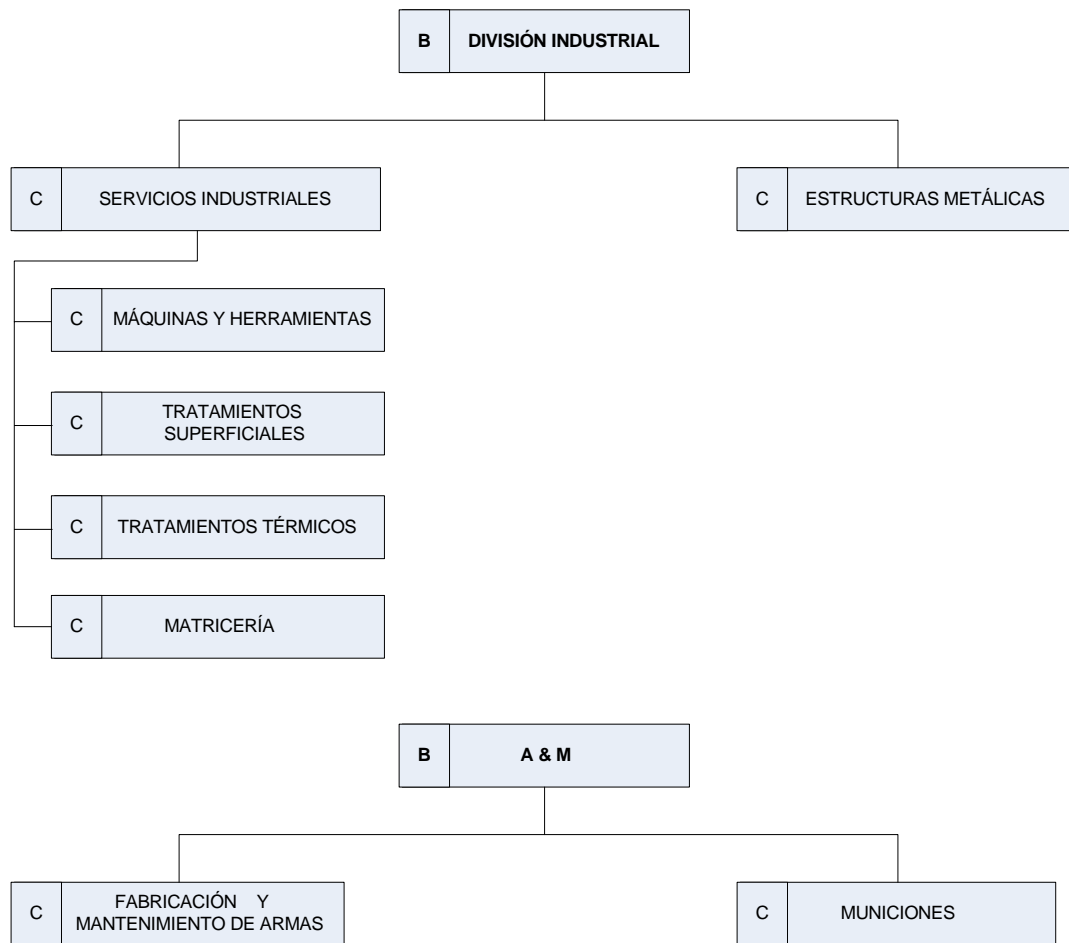 B DIVISIÓN INDUSTRIAL
C SERVICIOS INDUSTRIALES
C ESTRUCTURAS METÁLICAS
C MÁQUINAS Y HERRAMIENTAS
C TRATAMIENTOS
SUPERFICIALES
C TRATAMIENTOS TÉRMICOS
C MATRICERÍA
B A & M
C FABRICACIÓN Y
MANTENIMIENTO DE ARMAS
C MUNICIONES